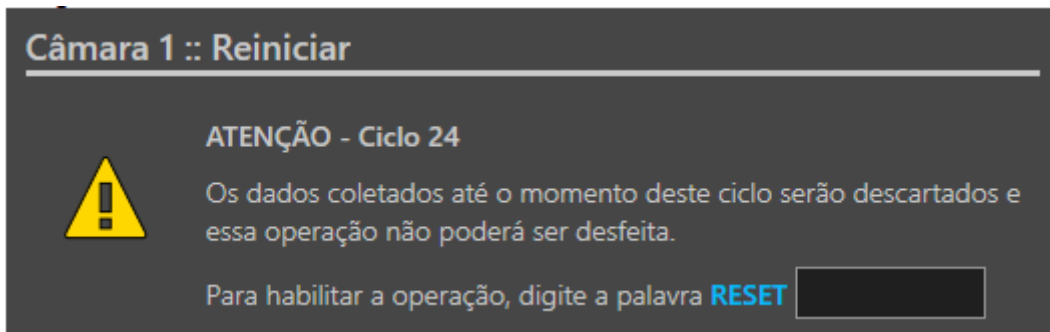 Câmara 1 :: Reiniciar
ATENÇÃO - Ciclo 24
Os dados coletados até o momento deste ciclo serão descartados e
essa operação não poderá ser desfeita.
Para habilitar a operação, digite a palavra RESET